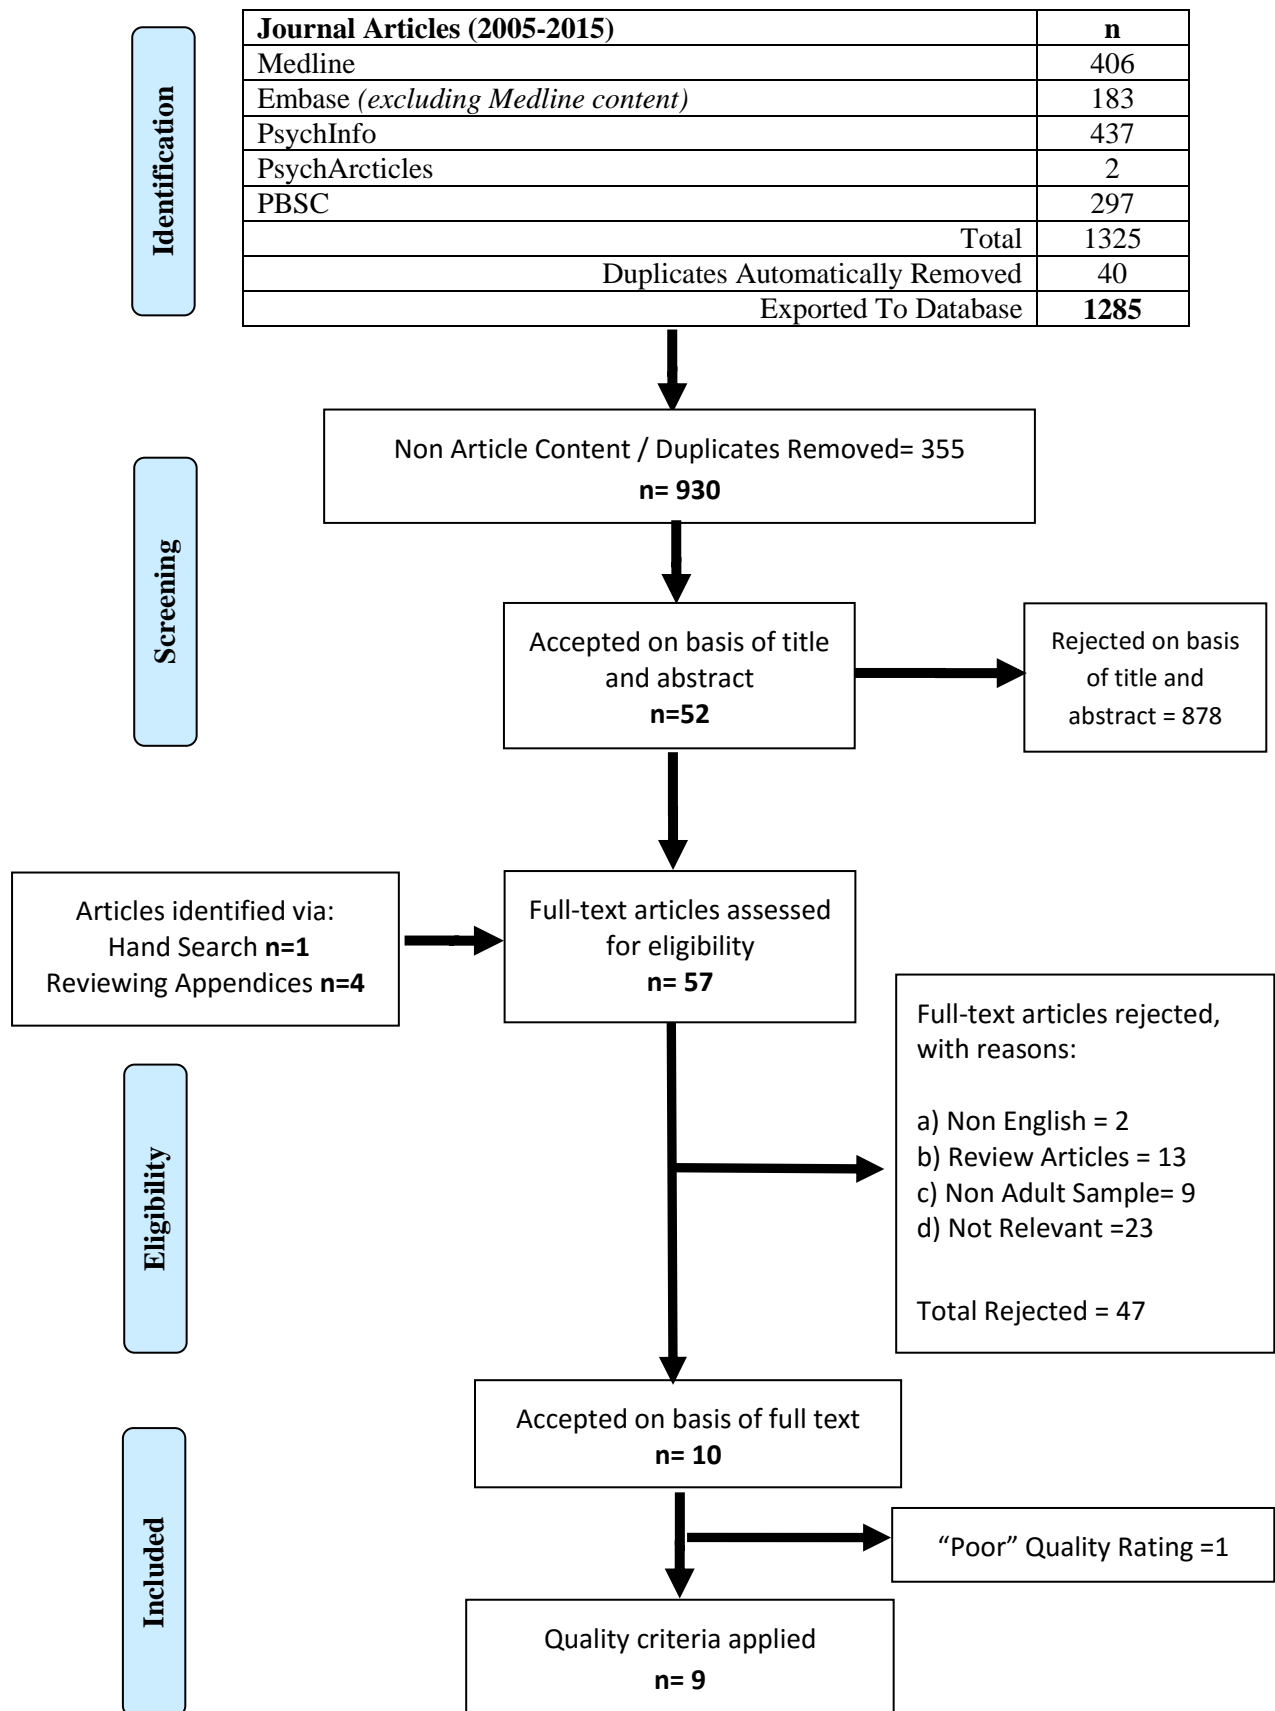 Identification
Journal Articles (2005-2015) n
Medline 406
Embase (excluding Medline content) 183
PsychInfo 437
PsychArcticles 2
PBSC 297
Total 1325
Duplicates Automatically Removed 40
Exported To Database 1285
Non Article Content / Duplicates Removed= 355
n= 930
Screening
Accepted on basis of title
and abstract
n=52
Rejected on basis
of title and
abstract = 878
Articles identified via:
Hand Search n=1
Reviewing Appendices n=4
Full-text articles assessed
for eligibility
n= 57
Full-text articles rejected,
with reasons:
a) Non English = 2
b) Review Articles = 13
c) Non Adult Sample= 9
d) Not Relevant =23
Total Rejected = 47
Eligibility
Accepted on basis of full text
n= 10
Included
“Poor” Quality Rating =1
Quality criteria applied
n= 9